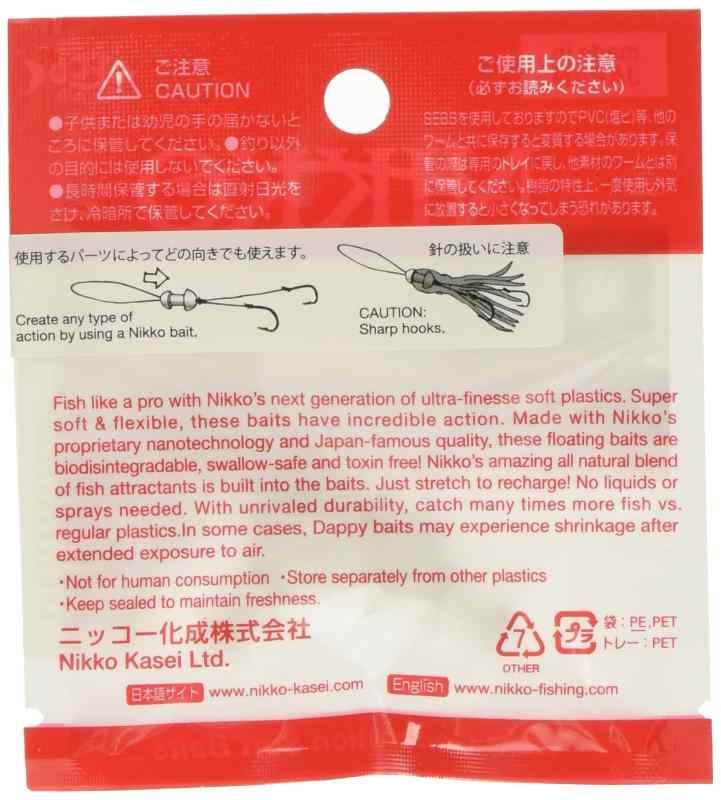 ご注意
CAUTION
●子供または幼児の手の届かないと
ころに保管してください。●釣り以外
の目的には使用しないでください。
●長時間保管する場合は直射日光を
さけ、冷暗所で保管してください。
ご使用上の注意
（必ずお読みください）
SEBSを使用しておりますのでPVC(塩ビ)等、他の
ワームと共に保存すると変質する場合があります。保
管の際は専用のトレイに戻し、他素材のワームとは別
に保管してください。樹脂の特性上、一度使用し外気
に放置すると小さくなってしまう恐れがあります。
使用するパーツによってどの向きでも使えます。
Create any type of
action by using a Nikko bait.
針の扱いに注意
CAUTION:
Sharp hooks.
Fish like a pro with Nikko's next generation of ultra-finesse soft plastics. Super
soft & flexible, these baits have incredible action. Made with Nikko's
proprietary nanotechnology and Japan-famous quality, these floating baits are
biodisintegradable, swallow-safe and toxin free! Nikko's amazing all natural blend
of fish attractants is built into the baits. Just stretch to recharge! No liquids or
sprays needed. With unrivaled durability, catch many times more fish vs.
regular plastics.In some cases, Dappy baits may experience shrinkage after
extended exposure to air.
･Not for human consumption ･Store separately from other plastics
･Keep sealed to maintain freshness.
ニッコー化成株式会社
Nikko Kasei Ltd.
7
OTHER
プラ
袋：PE,PET
トレー：PET
日本語サイト www.nikko-kasei.com English www.nikko-fishing.com